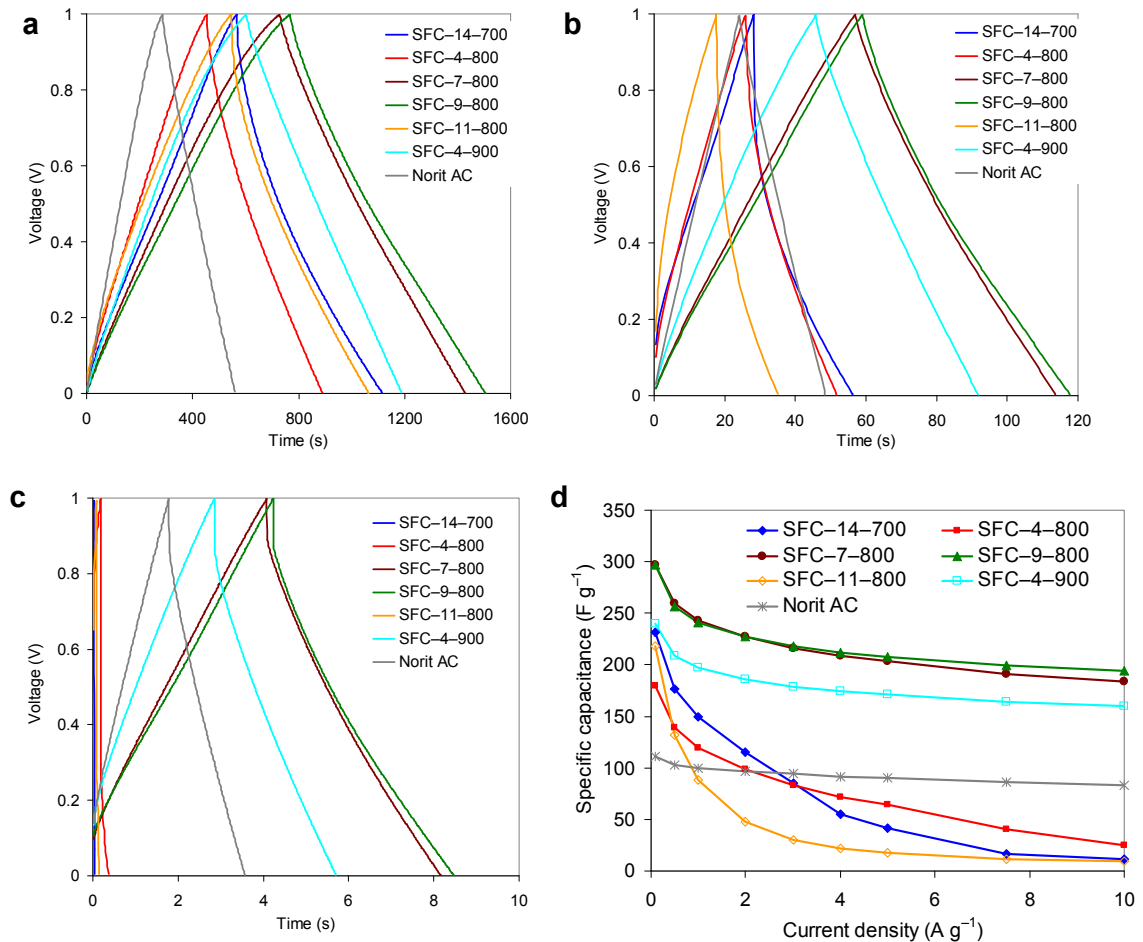 a
1
0.8
0.6
0.4
0.2
0
Voltage (V)
0
400
800
1200
1600
Time (s)
SFC–14–700
SFC–4–800
SFC–7–800
SFC–9–800
SFC–11–800
SFC–4–900
Norit AC
b
1
0.8
0.6
0.4
0.2
0
Voltage (V)
0
20
40
60
80
100
120
Time (s)
SFC–14–700
SFC–4–800
SFC–7–800
SFC–9–800
SFC–11–800
SFC–4–900
Norit AC
c
1
0.8
0.6
0.4
0.2
0
Voltage (V)
0
2
4
6
8
10
Time (s)
SFC–14–700
SFC–4–800
SFC–7–800
SFC–9–800
SFC–11–800
SFC–4–900
Norit AC
d
350
300
250
200
150
100
50
0
Specific capacitance (F g⁻¹)
0
2
4
6
8
10
Current density (A g⁻¹)
SFC–14–700
SFC–4–800
SFC–7–800
SFC–9–800
SFC–11–800
SFC–4–900
Norit AC